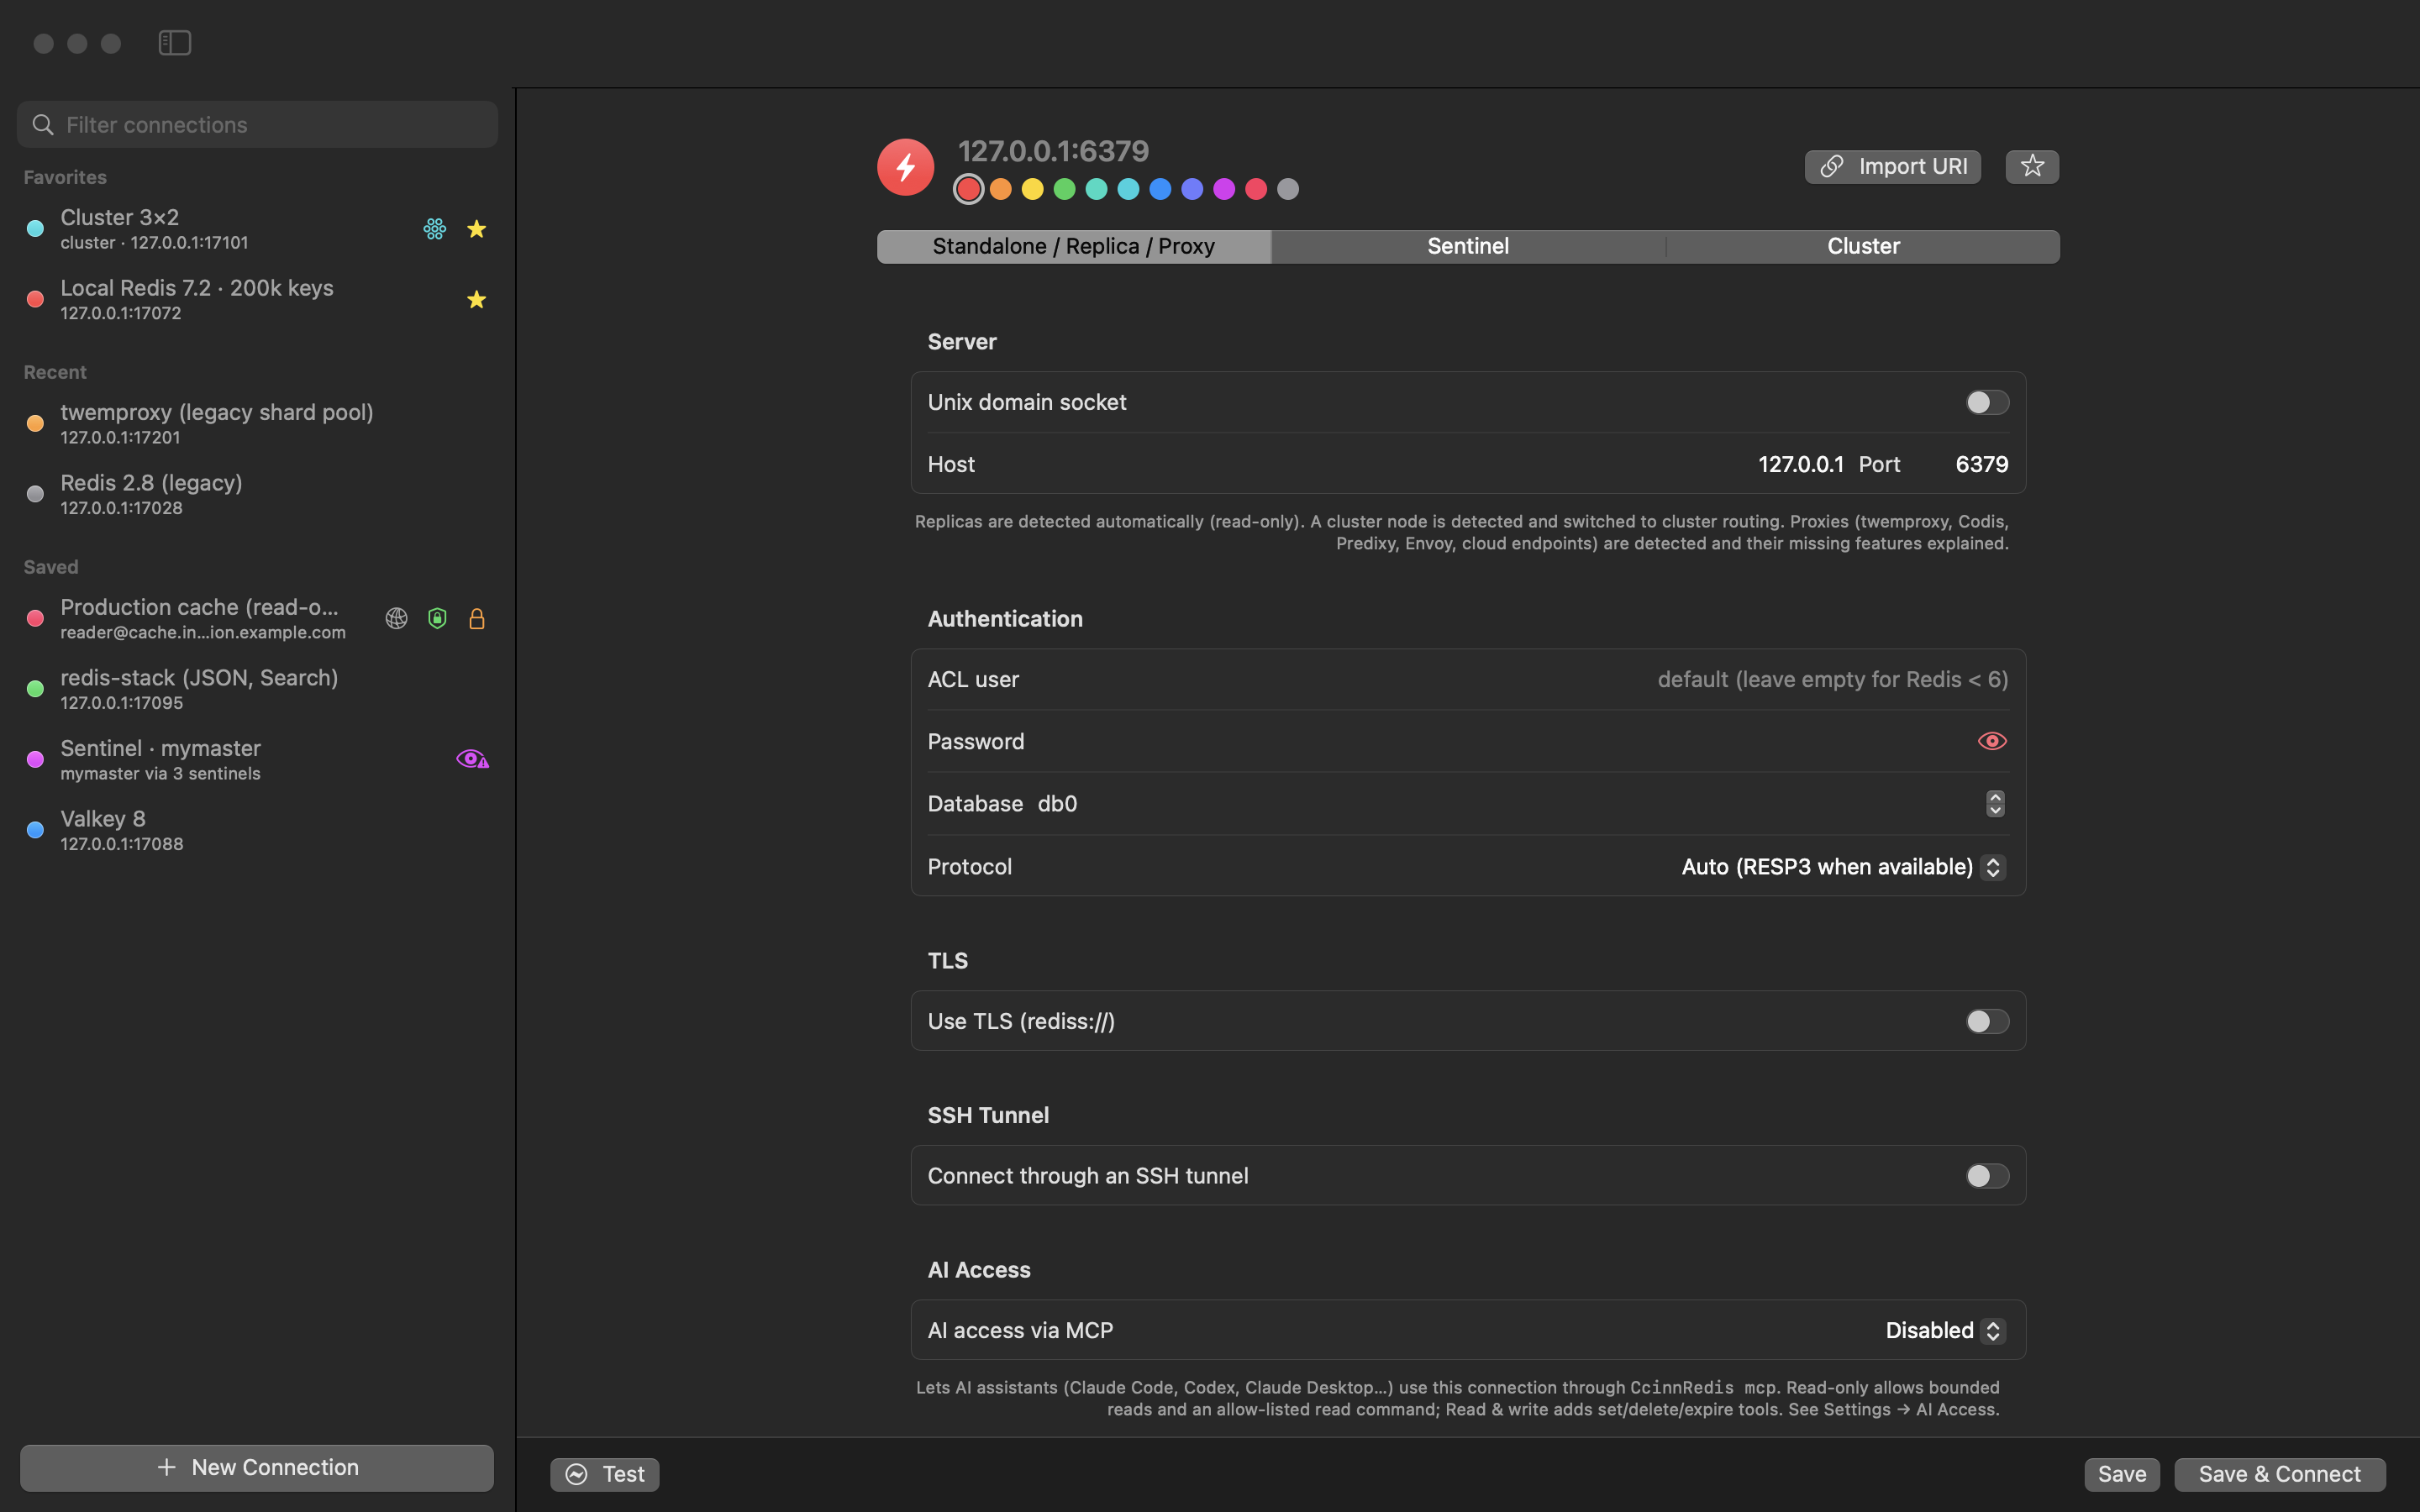 Filter connections
Favorites
Cluster 3×2
cluster · 127.0.0.1:17101
Local Redis 7.2 · 200k keys
127.0.0.1:17072
Recent
twemproxy (legacy shard pool)
127.0.0.1:17201
Redis 2.8 (legacy)
127.0.0.1:17028
Saved
Production cache (read-o...
reader@cache.in...ion.example.com
redis-stack (JSON, Search)
127.0.0.1:17095
Sentinel · mymaster
mymaster via 3 sentinels
Valkey 8
127.0.0.1:17088
New Connection
127.0.0.1:6379
Import URI
Standalone / Replica / Proxy
Sentinel
Cluster
Server
Unix domain socket
Host 127.0.0.1 Port 6379
Replicas are detected automatically (read-only). A cluster node is detected and switched to cluster routing. Proxies (twemproxy, Codis,
Predixy, Envoy, cloud endpoints) are detected and their missing features explained.
Authentication
ACL user default (leave empty for Redis < 6)
Password
Database db0
Protocol Auto (RESP3 when available)
TLS
Use TLS (rediss://)
SSH Tunnel
Connect through an SSH tunnel
AI Access
AI access via MCP Disabled
Lets AI assistants (Claude Code, Codex, Claude Desktop...) use this connection through CcinnRedis mcp. Read-only allows bounded
reads and an allow-listed read command; Read & write adds set/delete/expire tools. See Settings → AI Access.
Test
Save
Save & Connect